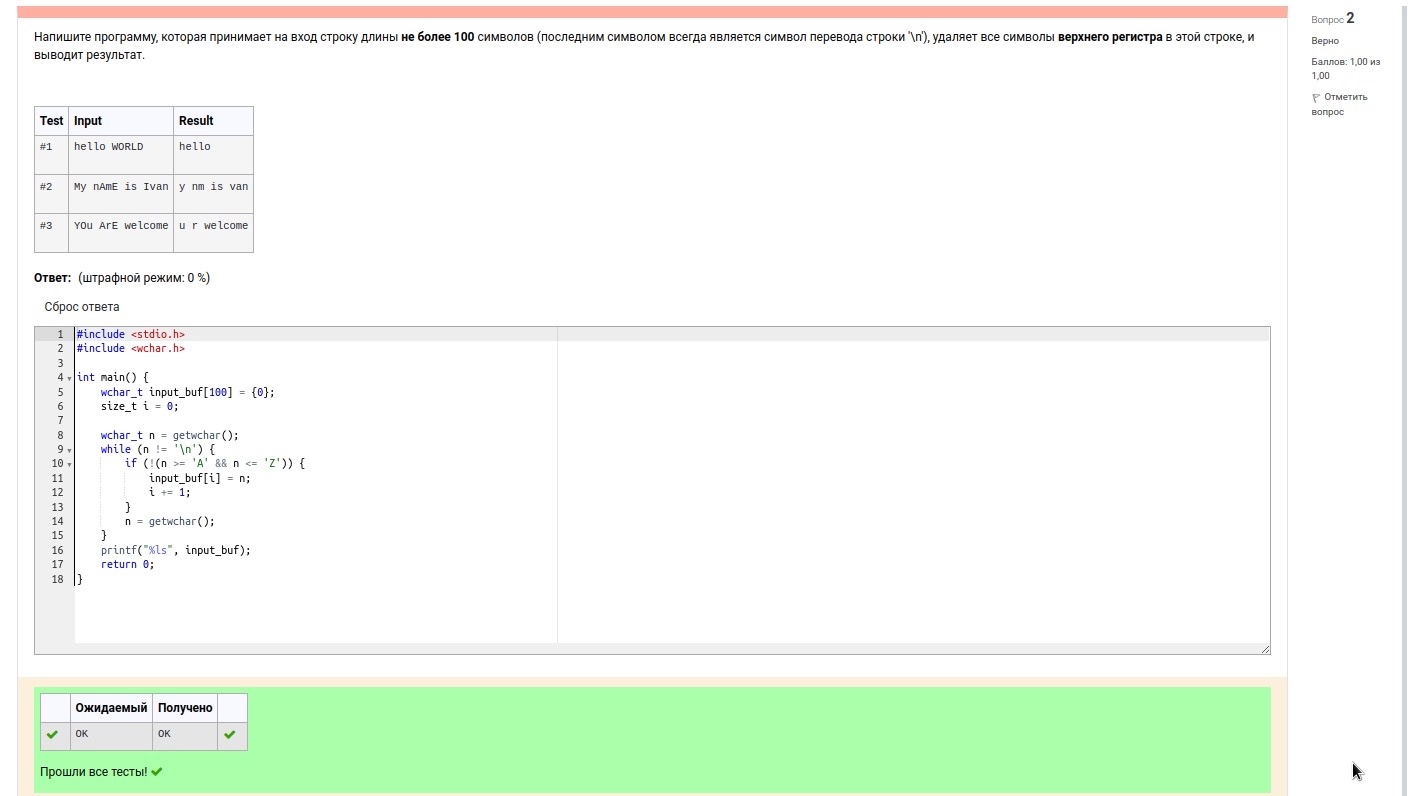 Напишите программу, которая принимает на вход строку длины не более 100 символов (последним символом всегда является символ перевода строки '\n'), удаляет все символы верхнего регистра в этой строке, и
выводит результат.
Test Input Result
#1 hello WORLD hello
#2 My nAmE is Ivan y nm is van
#3 YOu ArE welcome u r welcome
Ответ: (штрафной режим: 0 %)
Сброс ответа
1 #include <stdio.h>
2 #include <wchar.h>
3
4 int main() {
5     wchar_t input_buf[100] = {0};
6     size_t i = 0;
7
8     wchar_t n = getwchar();
9     while (n != '\n') {
10         if (!(n >= 'A' && n <= 'Z')) {
11             input_buf[i] = n;
12             i += 1;
13         }
14         n = getwchar();
15     }
16     printf("%ls", input_buf);
17     return 0;
18 }
Ожидаемый Получено
OK OK
Прошли все тесты!
Вопрос 2
Верно
Баллов: 1,00 из
1,00
Отметить
вопрос